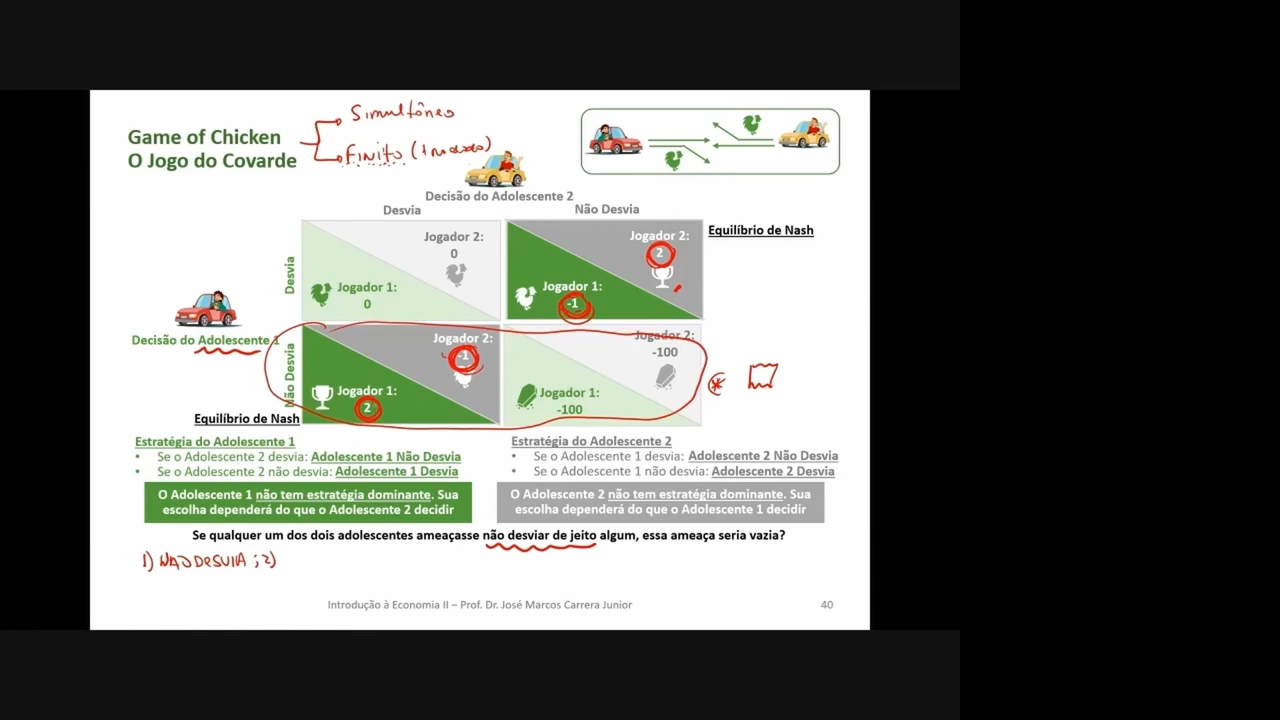 Game of Chicken
O Jogo do Covarde
Simultâneo
Finito (1 rodada)
Decisão do Adolescente 2
Desvia
Não Desvia
Equilíbrio de Nash
Desvia
Jogador 2:
0
Jogador 1:
0
Jogador 2:
2
Jogador 1:
-1
Decisão do Adolescente 1
Não Desvia
Jogador 2:
-1
Jogador 1:
2
Jogador 2:
-100
Jogador 1:
-100
Equilíbrio de Nash
Estratégia do Adolescente 1
• Se o Adolescente 2 desvia: Adolescente 1 Não Desvia
• Se o Adolescente 2 não desvia: Adolescente 1 Desvia
O Adolescente 1 não tem estratégia dominante. Sua
escolha dependerá do que o Adolescente 2 decidir
Estratégia do Adolescente 2
• Se o Adolescente 1 desvia: Adolescente 2 Não Desvia
• Se o Adolescente 1 não desvia: Adolescente 2 Desvia
O Adolescente 2 não tem estratégia dominante. Sua
escolha dependerá do que o Adolescente 1 decidir
Se qualquer um dos dois adolescentes ameaçasse não desviar de jeito algum, essa ameaça seria vazia?
1) NÃO DESVIA ; 2)
Introdução à Economia II – Prof. Dr. José Marcos Carrera Junior
40